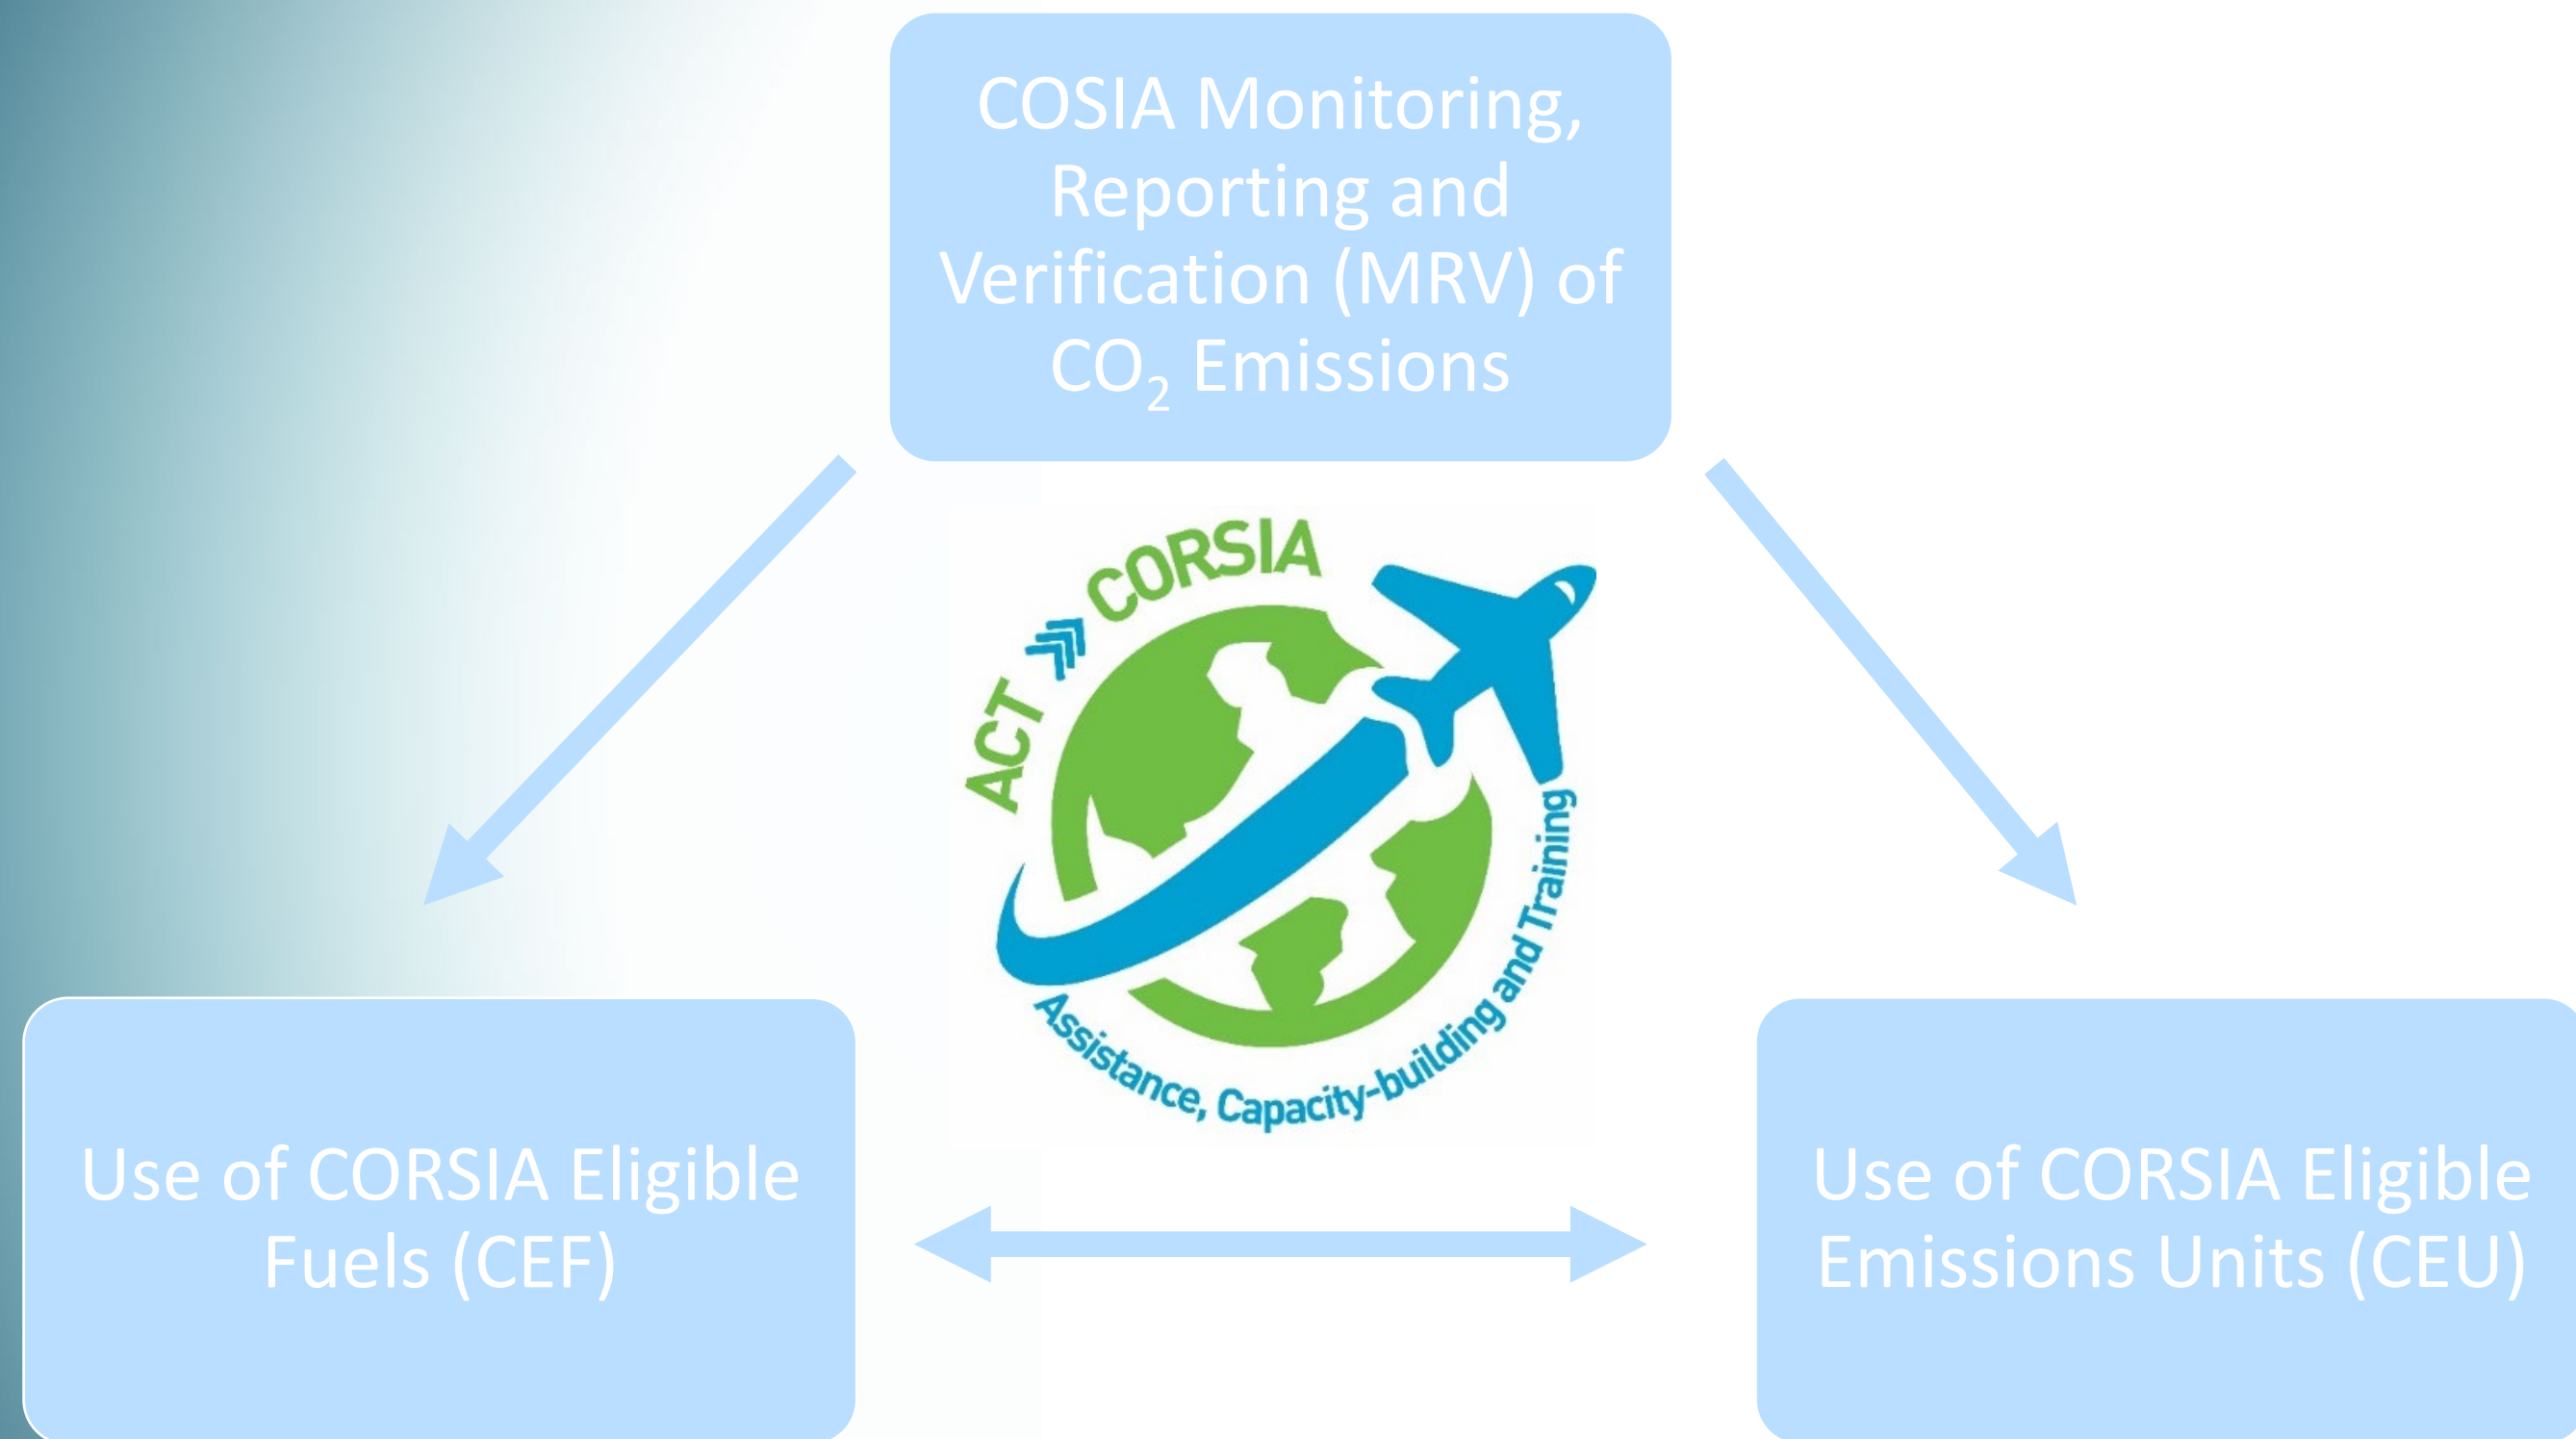 COSIA Monitoring,
Reporting and
Verification (MRV) of
CO₂ Emissions
ACT CORSIA
Assistance, Capacity-building and Training
Use of CORSIA Eligible
Fuels (CEF)
Use of CORSIA Eligible
Emissions Units (CEU)